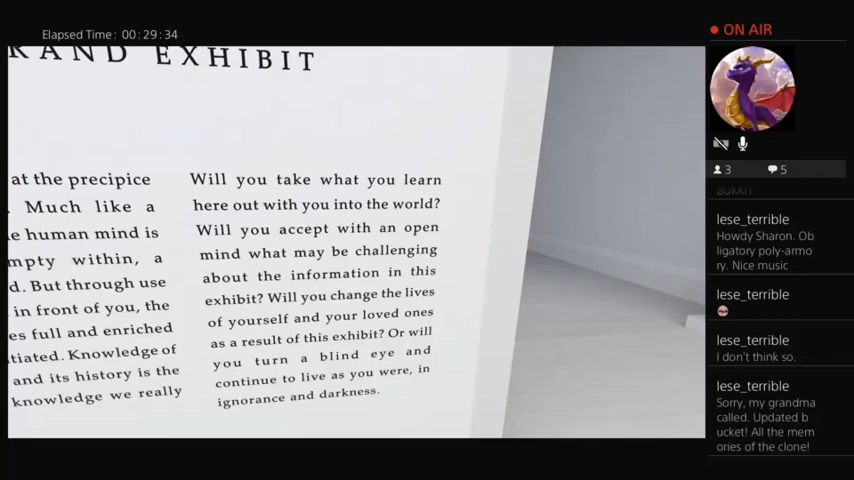 Elapsed Time: 00:29:34
ON AIR
RAND EXHIBIT
at the precipice
. Much like a
e human mind is
mpty within, a
d. But through use
in front of you, the
es full and enriched
tiated. Knowledge of
and its history is the
knowledge we really
Will you take what you learn
here out with you into the world?
Will you accept with an open
mind what may be challenging
about the information in this
exhibit? Will you change the lives
of yourself and your loved ones
as a result of this exhibit? Or will
you turn a blind eye and
continue to live as you were, in
ignorance and darkness.
3
5
lese_terrible
Howdy Sharon. Ob
ligatory poly-armo
ry. Nice music
lese_terrible
lese_terrible
I don't think so.
lese_terrible
Sorry, my grandma
called. Updated b
ucket! All the mem
ories of the clone!